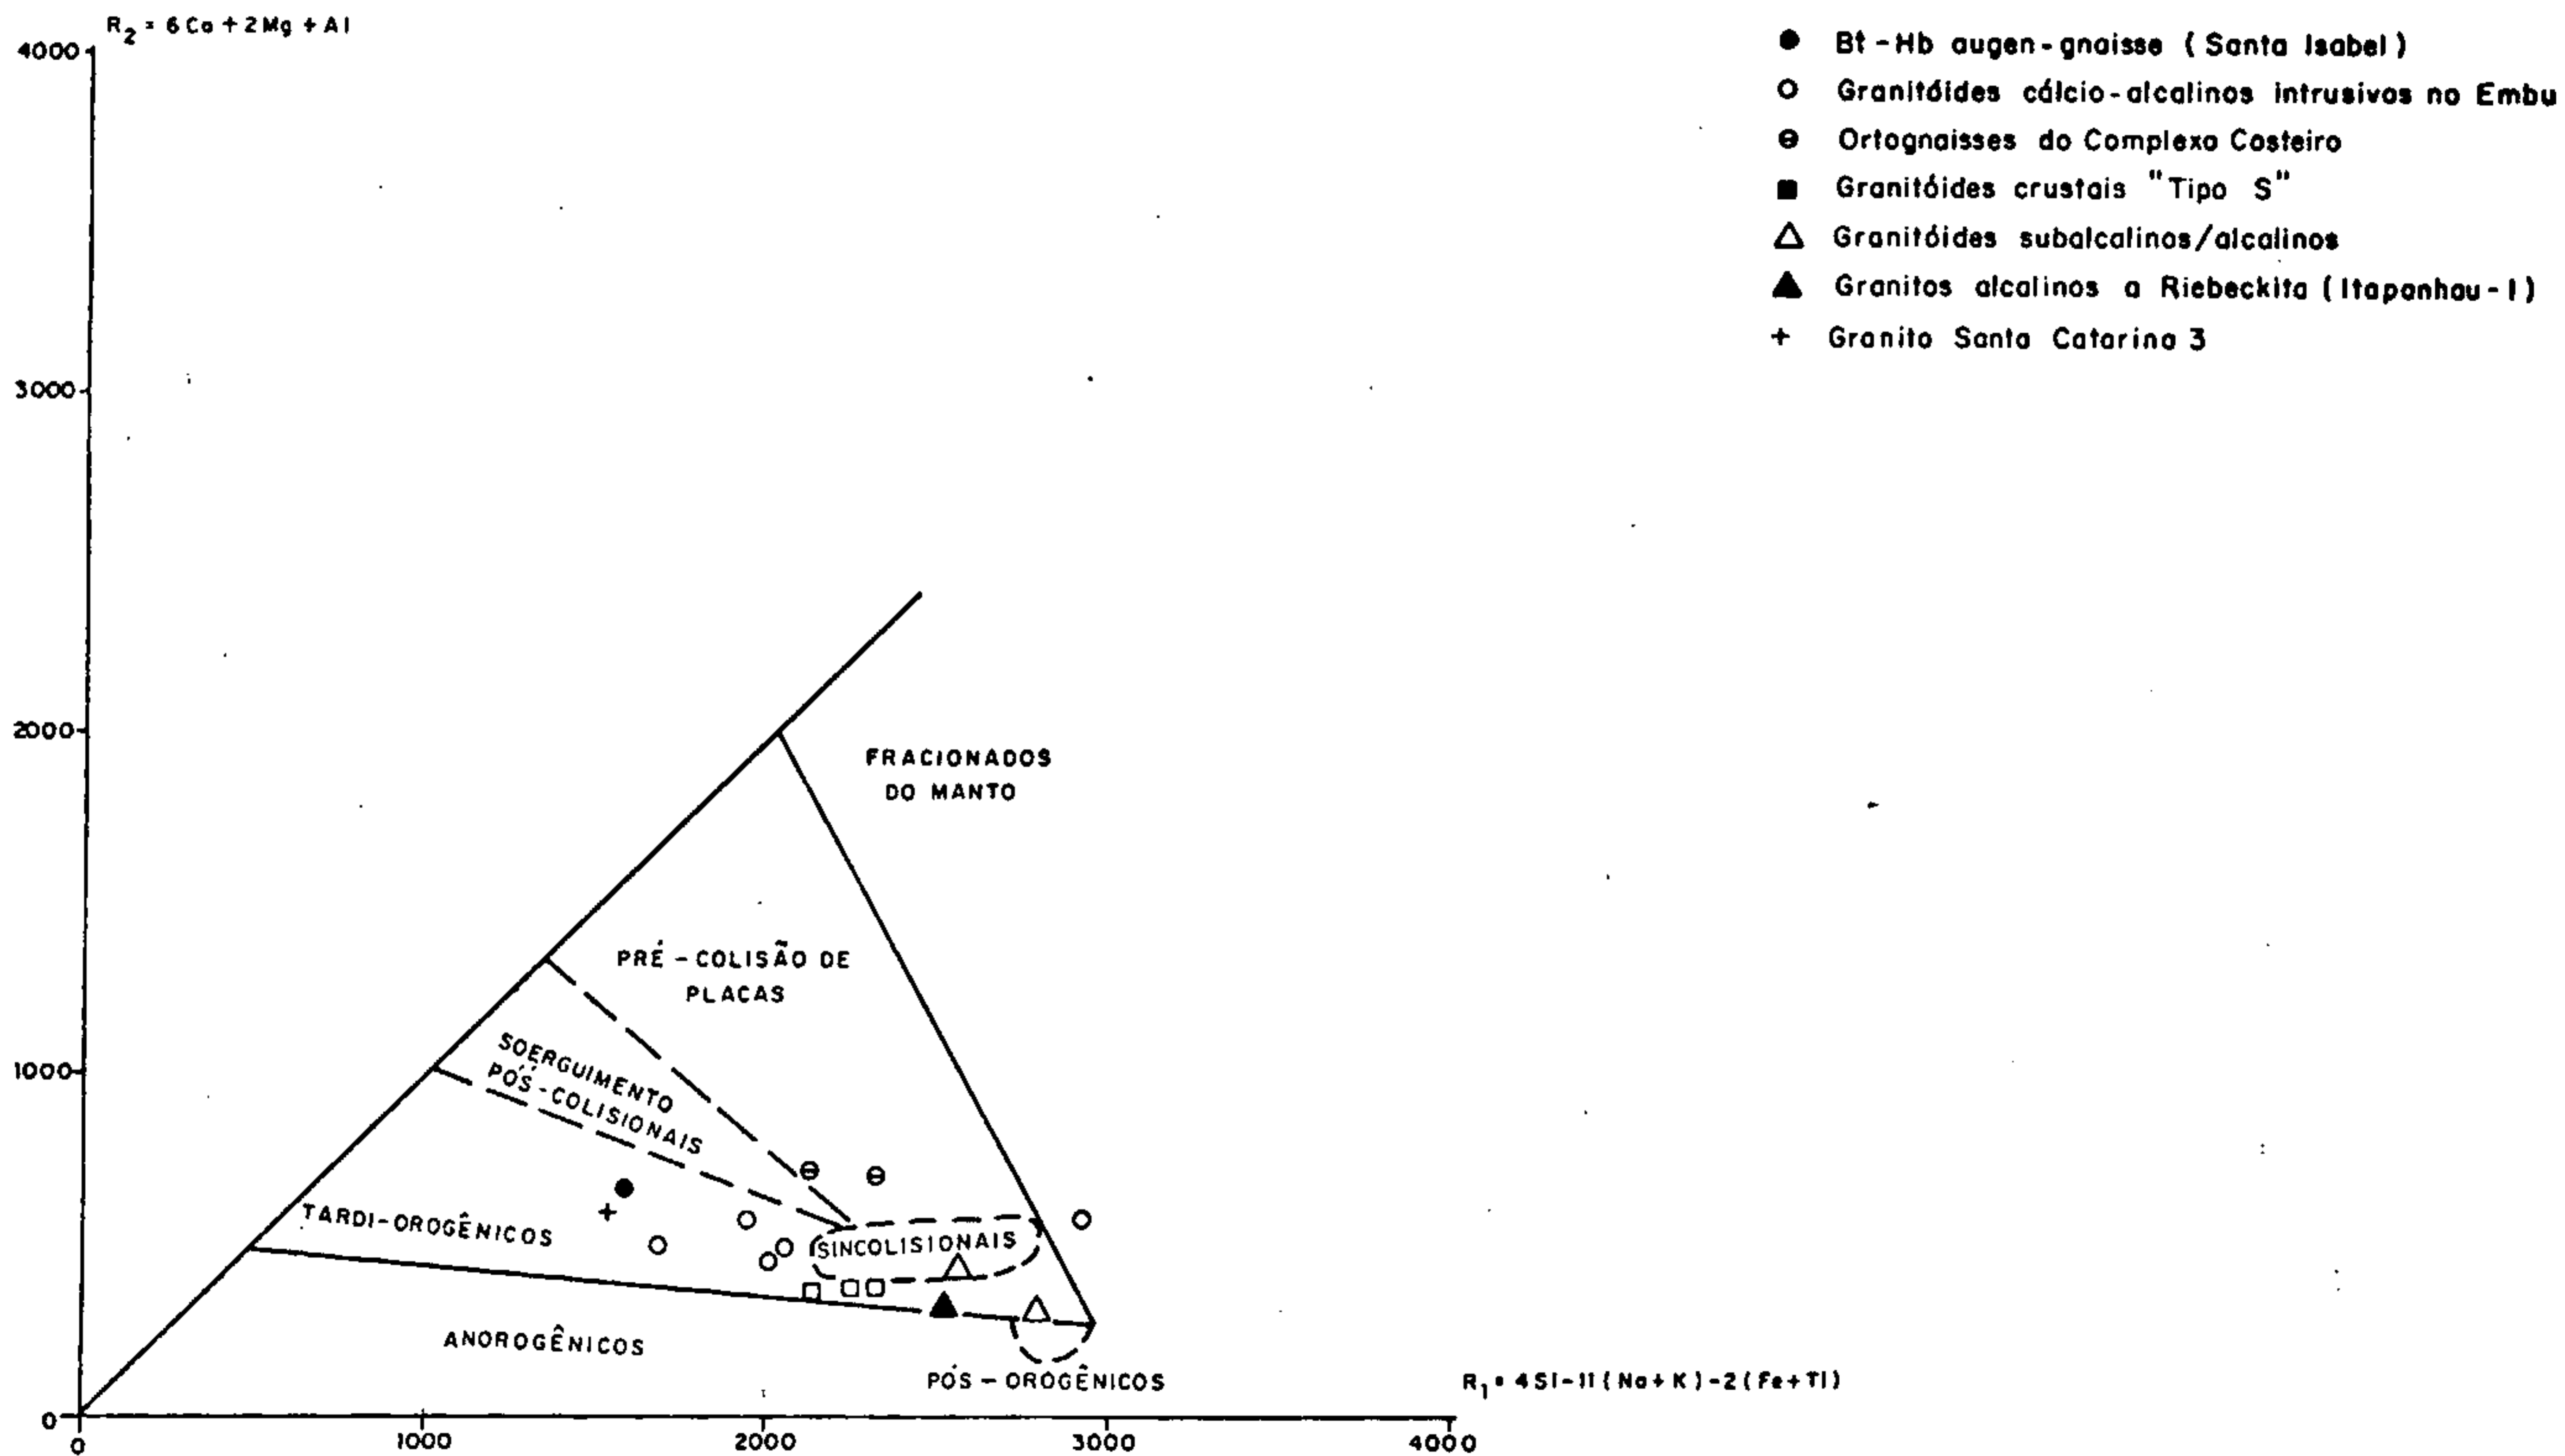 R2 = 6Ca + 2Mg + Al
4000
3000
2000
1000
0
0
1000
2000
3000
4000
R1 = 4Si-11(Na+K)-2(Fe+Ti)
Bt-Hb augen-gnaisse (Santa Isabel)
Granitóides cálcio-alcalinos intrusivos no Embu
Ortognaisses do Complexo Costeiro
Granitóides crustais "Tipo S"
Granitóides subalcalinos/alcalinos
Granitos alcalinos a Riebeckita (Itapanhau-I)
Granito Santa Catarina 3
FRACIONADOS
DO MANTO
PRÉ-COLISÃO DE
PLACAS
SOERGUIMENTO
PÓS-COLISIONAIS
TARDI-OROGÊNICOS
SINCOLISIONAIS
ANOROGÊNICOS
PÓS-OROGÊNICOS